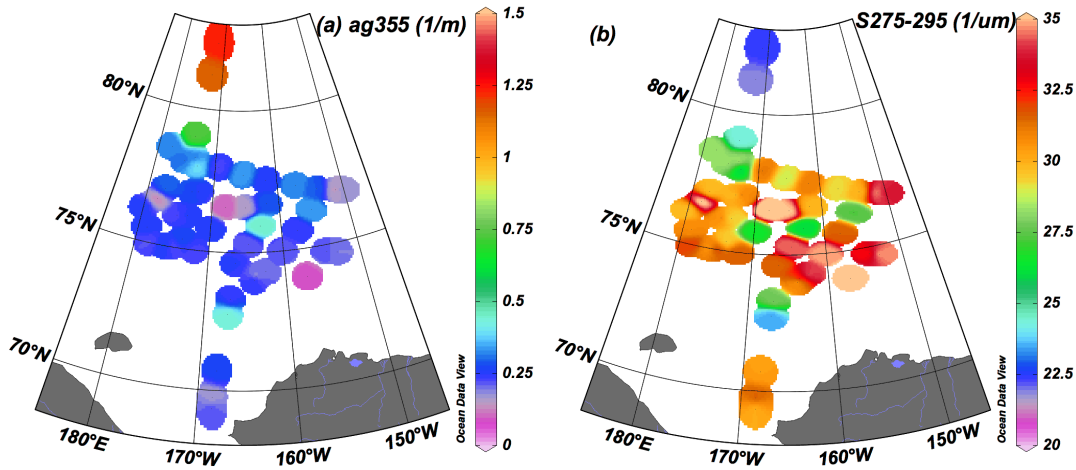 (a) ag355 (1/m)
1.5
1.25
1
0.75
0.5
0.25
0
80°N
75°N
70°N
180°E
170°W
160°W
150°W
Ocean Data View
(b)
S275-295 (1/um)
35
32.5
30
27.5
25
22.5
20
80°N
75°N
70°N
180°E
170°W
160°W
150°W
Ocean Data View